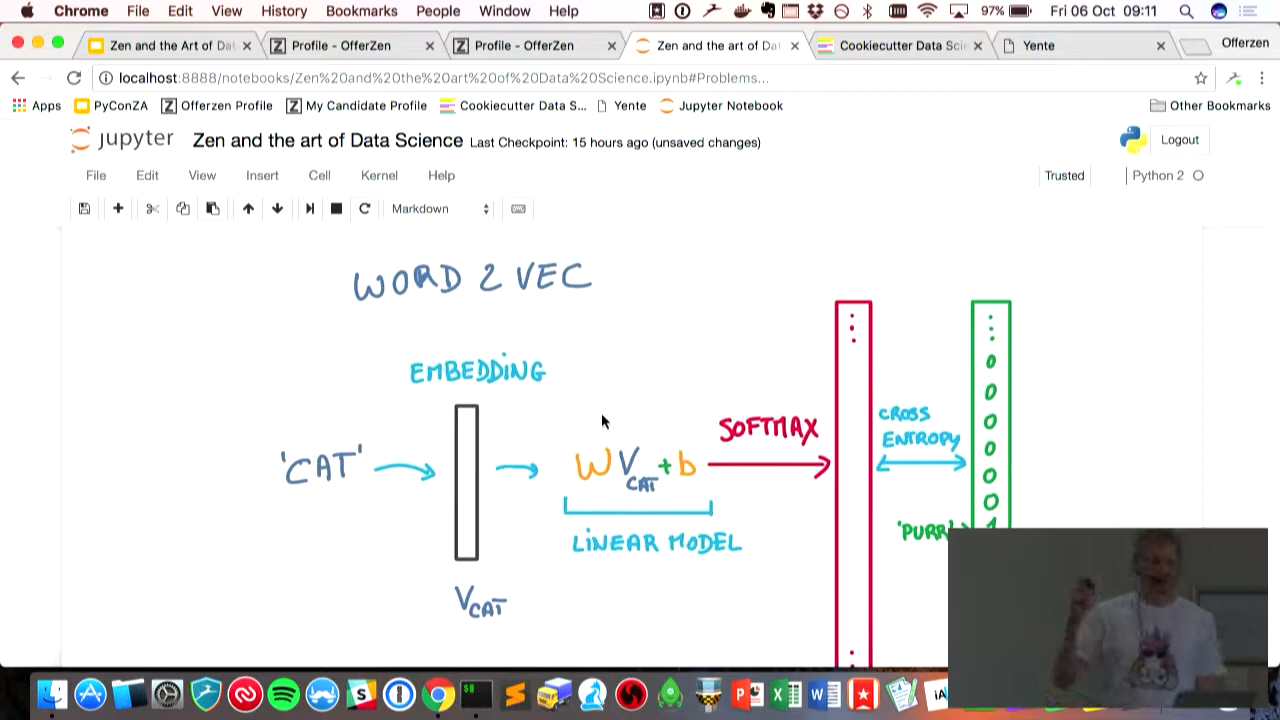 Chrome File Edit View History Bookmarks People Window Help 97% Fri 06 Oct 09:11
Zen and the Art of Dat Profile - OfferZen Profile - OfferZen Zen and the art of Dat Cookiecutter Data Scie Yente Offerzen
localhost:8888/notebooks/Zen%20and%20the%20art%20of%20Data%20Science.ipynb#Problems...
Apps PyConZA Offerzen Profile My Candidate Profile Cookiecutter Data S... Yente Jupyter Notebook Other Bookmarks
jupyter Zen and the art of Data Science Last Checkpoint: 15 hours ago (unsaved changes) Logout
File Edit View Insert Cell Kernel Help Trusted Python 2
Markdown
WORD 2 VEC
EMBEDDING
'CAT'
V CAT
W V CAT + b
LINEAR MODEL
SOFTMAX
CROSS
ENTROPY
0
0
0
0
0
0
'PURR'